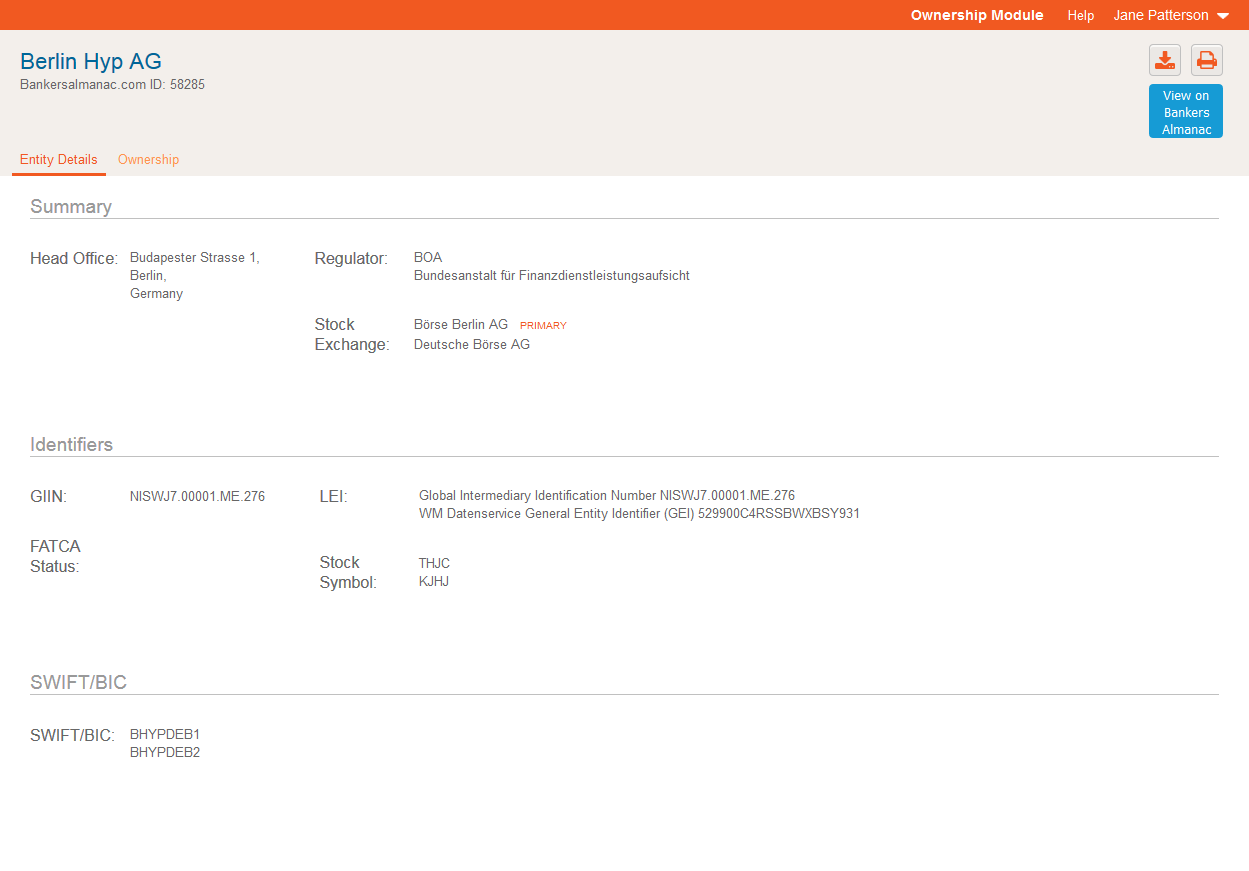 Ownership Module Help Jane Patterson
Berlin Hyp AG
Bankersalmanac.com ID: 58285
View on
Bankers
Almanac
Entity Details Ownership
Summary
Head Office: Budapester Strasse 1,
Berlin,
Germany
Regulator: BOA
Bundesanstalt für Finanzdienstleistungsaufsicht
Stock
Exchange:
Börse Berlin AG PRIMARY
Deutsche Börse AG
Identifiers
GIIN: NISWJ7.00001.ME.276
LEI: Global Intermediary Identification Number NISWJ7.00001.ME.276
WM Datenservice General Entity Identifier (GEI) 529900C4RSSBWXBSY931
FATCA
Status:
Stock
Symbol:
THJC
KJHJ
SWIFT/BIC
SWIFT/BIC: BHYPDEB1
BHYPDEB2